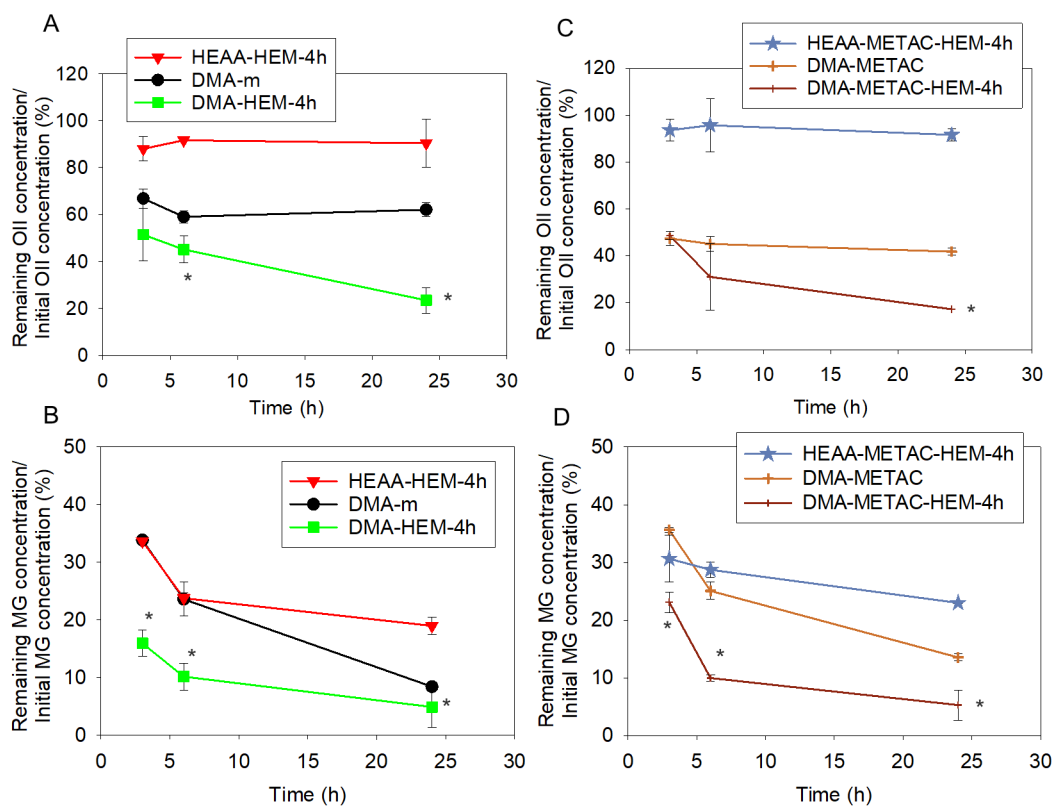 A
HEAA-HEM-4h
DMA-m
DMA-HEM-4h
Remaining OII concentration/
Initial OII concentration (%)
120
100
80
60
40
20
0
*
*
0 5 10 15 20 25 30
Time (h)
C
HEAA-METAC-HEM-4h
DMA-METAC
DMA-METAC-HEM-4h
Remaining OII concentration/
Initial OII concentration (%)
120
100
80
60
40
20
0
*
0 5 10 15 20 25 30
Time (h)
B
HEAA-HEM-4h
DMA-m
DMA-HEM-4h
Remaining MG concentration/
Initial MG concentration (%)
50
40
30
20
10
0
*
*
*
0 5 10 15 20 25 30
Time (h)
D
HEAA-METAC-HEM-4h
DMA-METAC
DMA-METAC-HEM-4h
Remaining MG concentration/
Initial MG concentration (%)
50
40
30
20
10
0
*
*
*
0 5 10 15 20 25 30
Time (h)